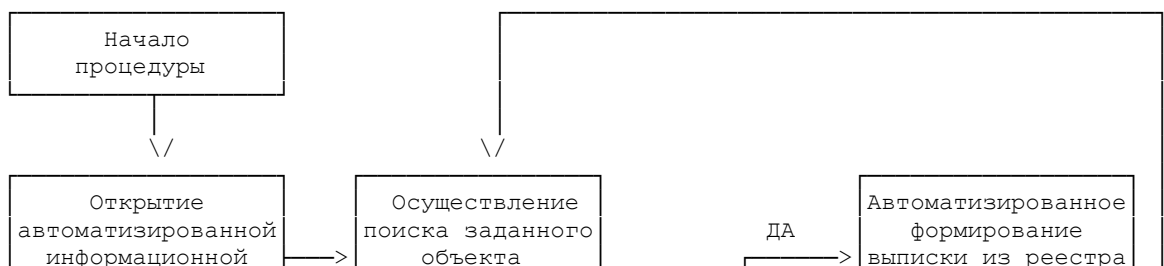 Начало
процедуры
Открытие
автоматизированной
информационной
Осуществление
поиска заданного
объекта
ДА
Автоматизированное
формирование
выписки из реестра